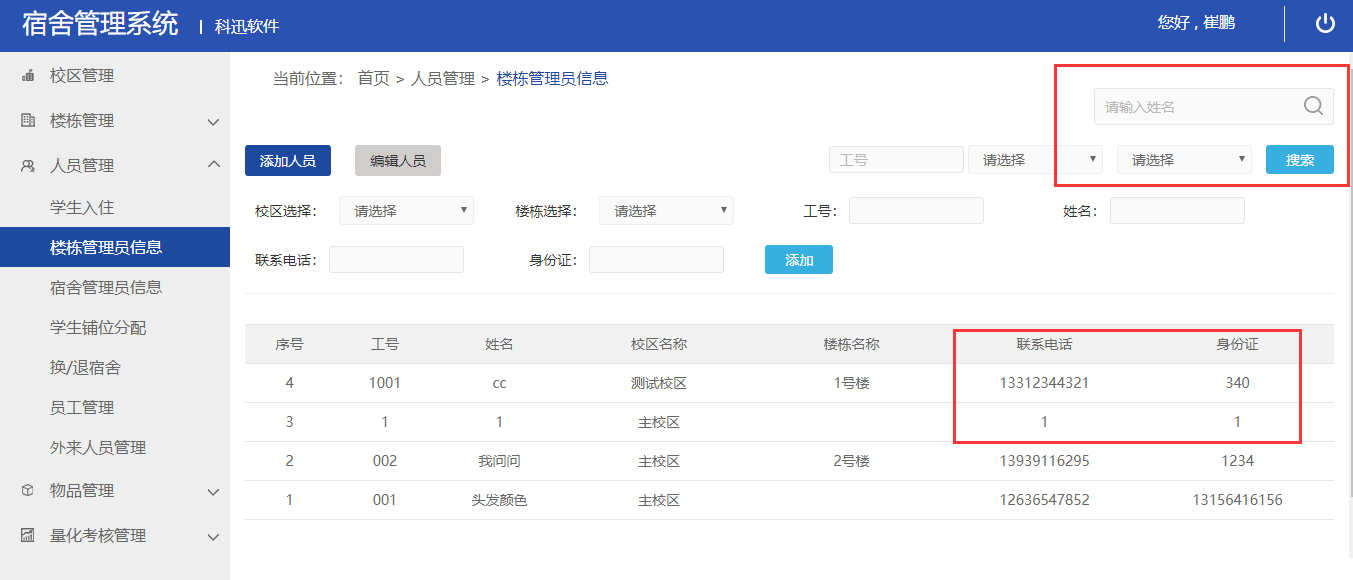 宿舍管理系统 | 科迅软件 您好 , 崔鹏
校区管理
楼栋管理
人员管理
学生入住
楼栋管理员信息
宿舍管理员信息
学生铺位分配
换/退宿舍
员工管理
外来人员管理
物品管理
量化考核管理
当前位置： 首页 > 人员管理 > 楼栋管理员信息
请输入姓名
添加人员 编辑人员 工号 请选择 请选择 搜索
校区选择： 请选择 楼栋选择： 请选择 工号： 姓名：
联系电话： 身份证： 添加
序号 工号 姓名 校区名称 楼栋名称 联系电话 身份证
4 1001 cc 测试校区 1号楼 13312344321 340
3 1 1 主校区 1 1
2 002 我问问 主校区 2号楼 13939116295 1234
1 001 头发颜色 主校区 12636547852 13156416156